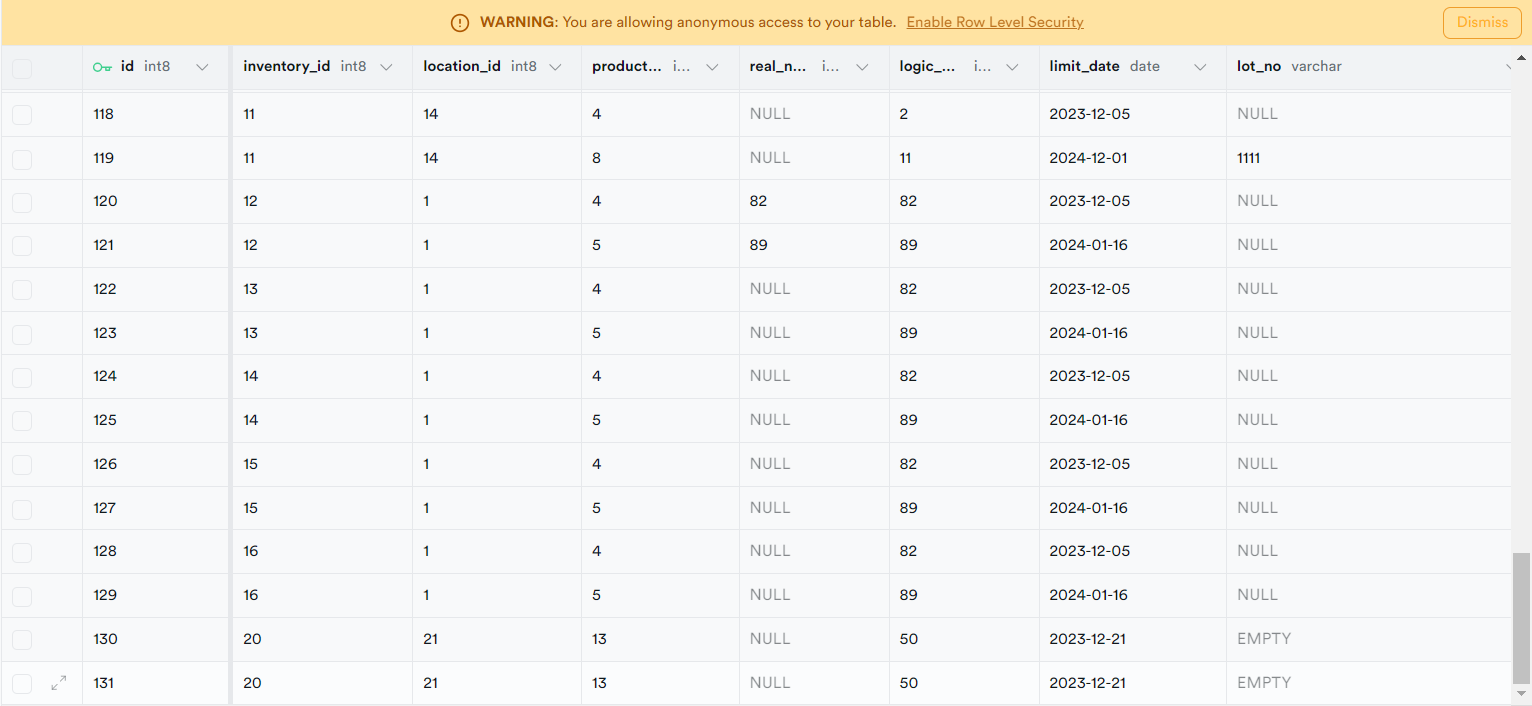 WARNING: You are allowing anonymous access to your table. Enable Row Level Security Dismiss
id int8 inventory_id int8 location_id int8 product... i... real_n... i... logic_... i... limit_date date lot_no varchar
118 11 14 4 NULL 2 2023-12-05 NULL
119 11 14 8 NULL 11 2024-12-01 1111
120 12 1 4 82 82 2023-12-05 NULL
121 12 1 5 89 89 2024-01-16 NULL
122 13 1 4 NULL 82 2023-12-05 NULL
123 13 1 5 NULL 89 2024-01-16 NULL
124 14 1 4 NULL 82 2023-12-05 NULL
125 14 1 5 NULL 89 2024-01-16 NULL
126 15 1 4 NULL 82 2023-12-05 NULL
127 15 1 5 NULL 89 2024-01-16 NULL
128 16 1 4 NULL 82 2023-12-05 NULL
129 16 1 5 NULL 89 2024-01-16 NULL
130 20 21 13 NULL 50 2023-12-21 EMPTY
131 20 21 13 NULL 50 2023-12-21 EMPTY